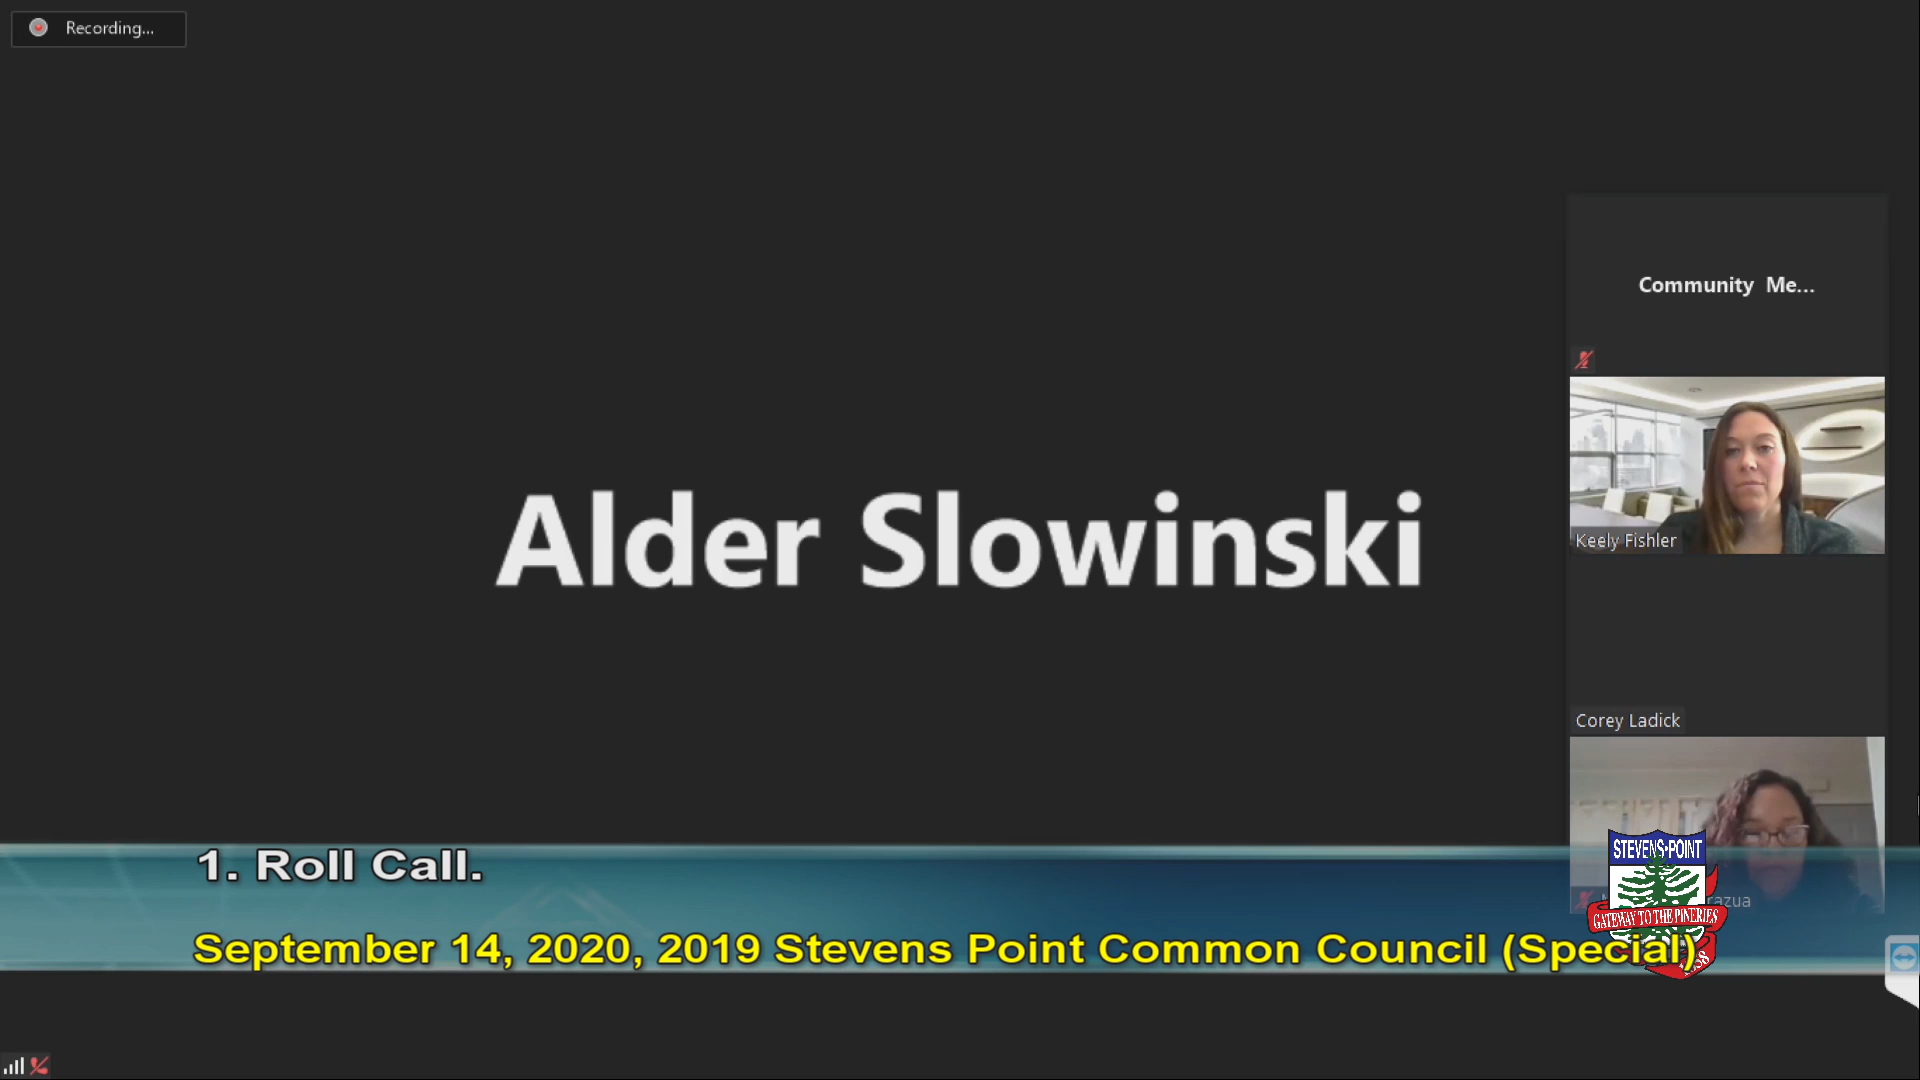 Recording...
Community Me...
Alder Slowinski
Keely Fishler
Corey Ladick
1. Roll Call.
STEVENS·POINT
GATEWAY TO THE PINERIES
September 14, 2020, 2019 Stevens Point Common Council (Special)